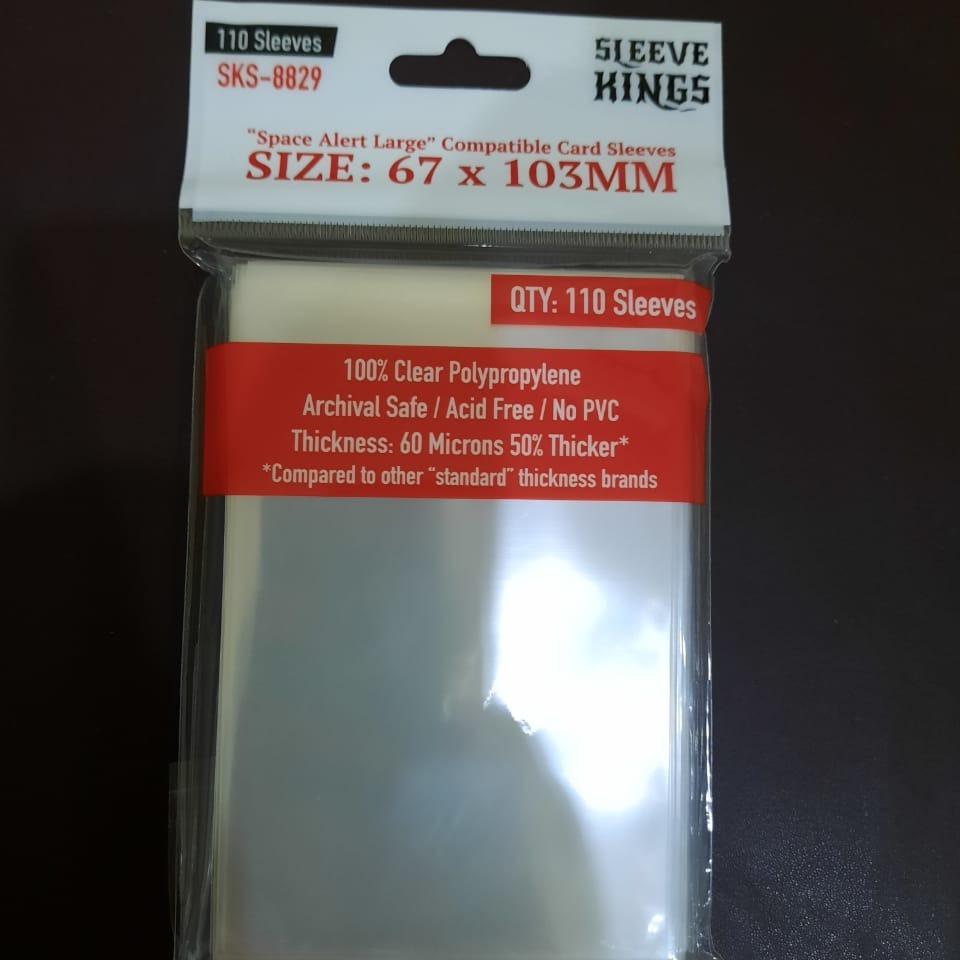 110 Sleeves
SKS-8829
SLEEVE
KINGS
"Space Alert Large" Compatible Card Sleeves
SIZE: 67 x 103MM
QTY: 110 Sleeves
100% Clear Polypropylene
Archival Safe / Acid Free / No PVC
Thickness: 60 Microns 50% Thicker*
*Compared to other "standard" thickness brands